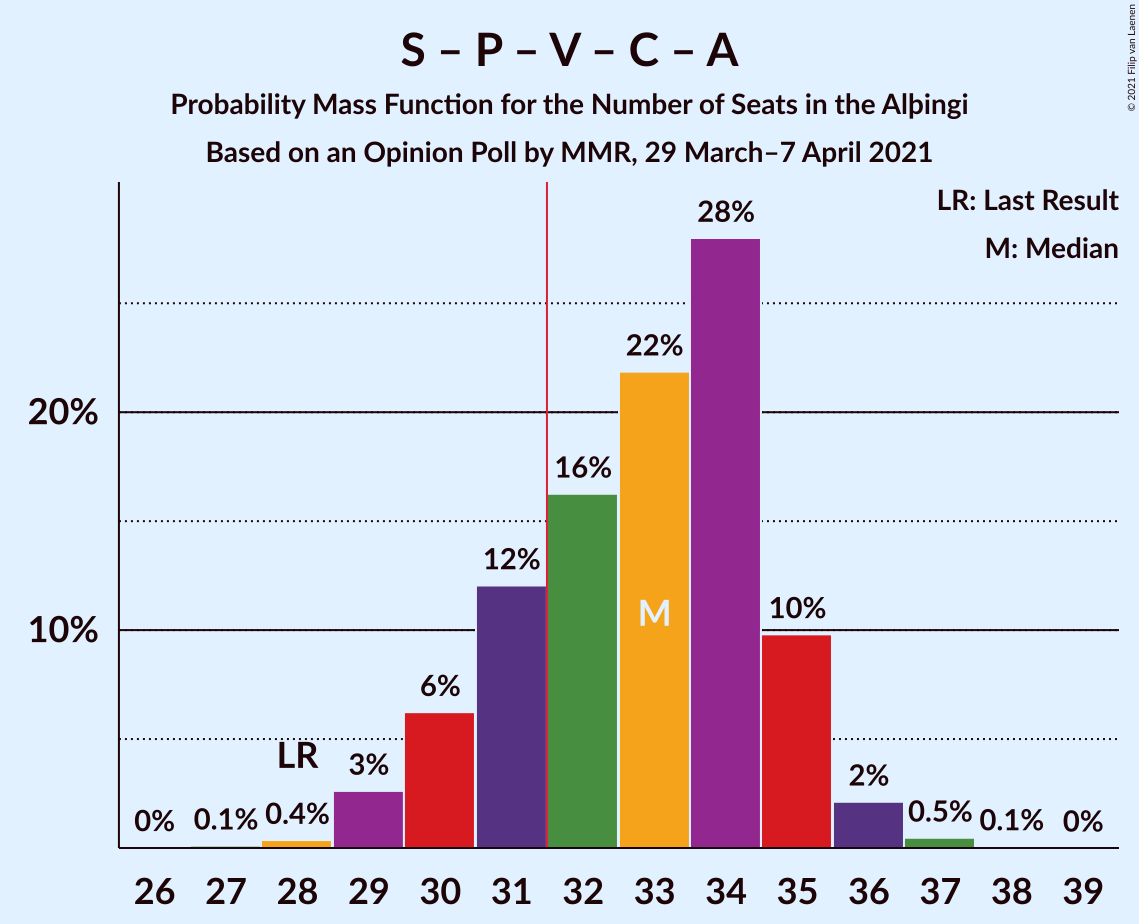 S – P – V – C – A
Probability Mass Function for the Number of Seats in the Alþingi
Based on an Opinion Poll by MMR, 29 March–7 April 2021
© 2021 Filip van Laenen
LR: Last Result
M: Median
28%
22%
20%
16%
12%
M
10%
10%
6%
LR
3%
2%
0%
0.1%
0.4%
0.5%
0.1%
0%
26 27 28 29 30 31 32 33 34 35 36 37 38 39